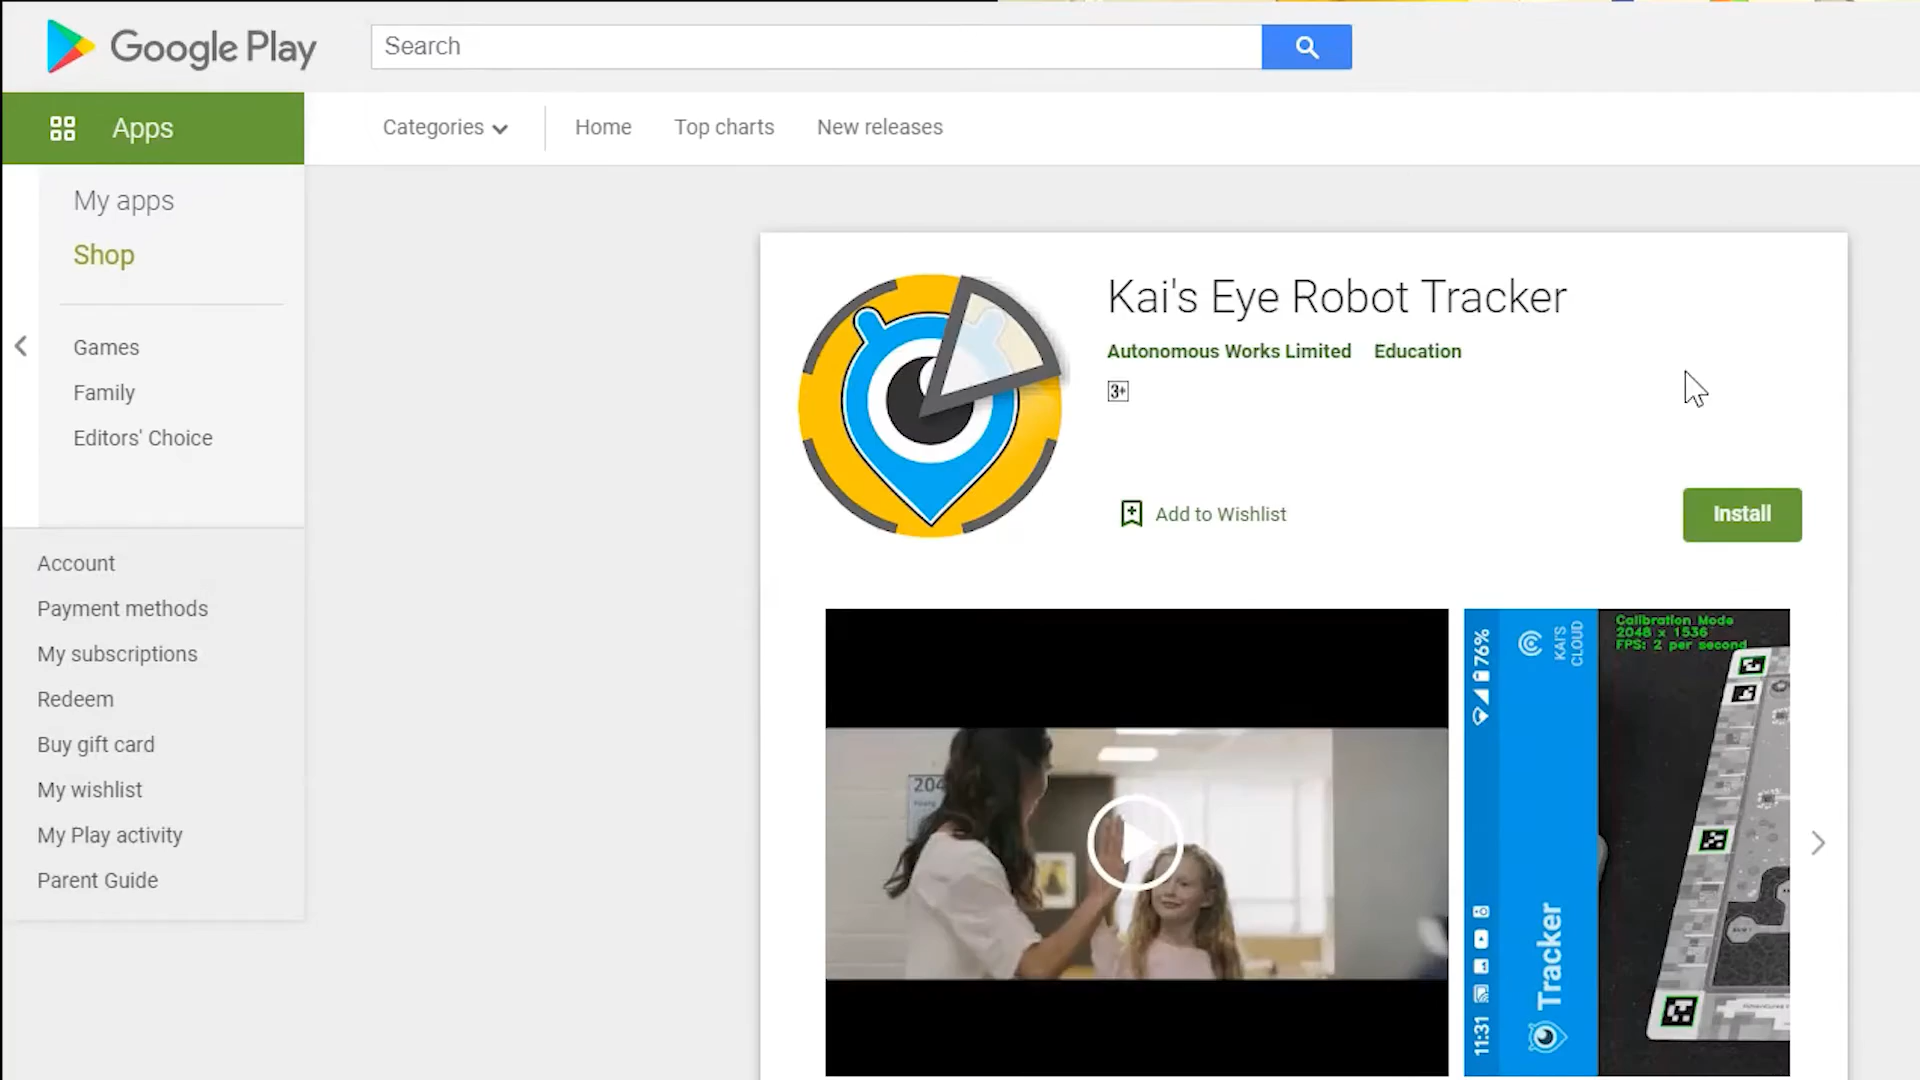 Google Play
Search
Apps
Categories
Home
Top charts
New releases
My apps
Shop
Games
Family
Editors' Choice
Account
Payment methods
My subscriptions
Redeem
Buy gift card
My wishlist
My Play activity
Parent Guide
Kai's Eye Robot Tracker
Autonomous Works Limited Education
3+
Add to Wishlist
Install
204
11:31
76%
Tracker
KAI'S
CLOUD
Calibration Mode
2048 x 1536
FPS: 2 per second